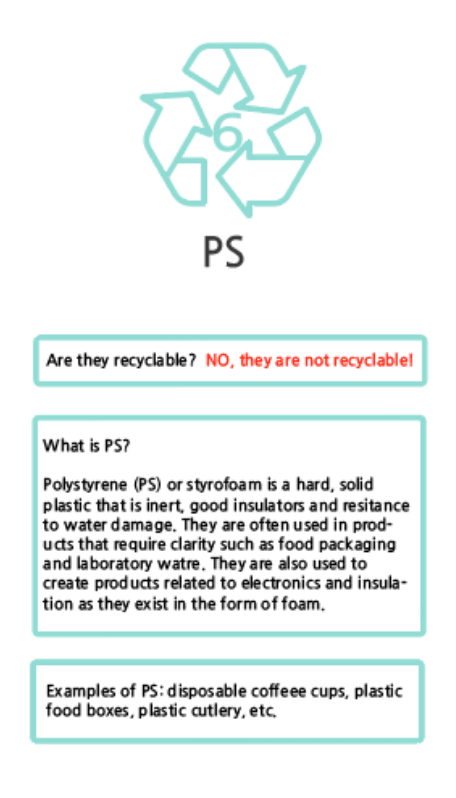 6
PS
Are they recyclable? NO, they are not recyclable!
What is PS?
Polystyrene (PS) or styrofoam is a hard, solid
plastic that is inert, good insulators and resitance
to water damage. They are often used in prod-
ucts that require clarity such as food packaging
and laboratory watre. They are also used to
create products related to electronics and insula-
tion as they exist in the form of foam.
Examples of PS: disposable coffeee cups, plastic
food boxes, plastic cutlery, etc.